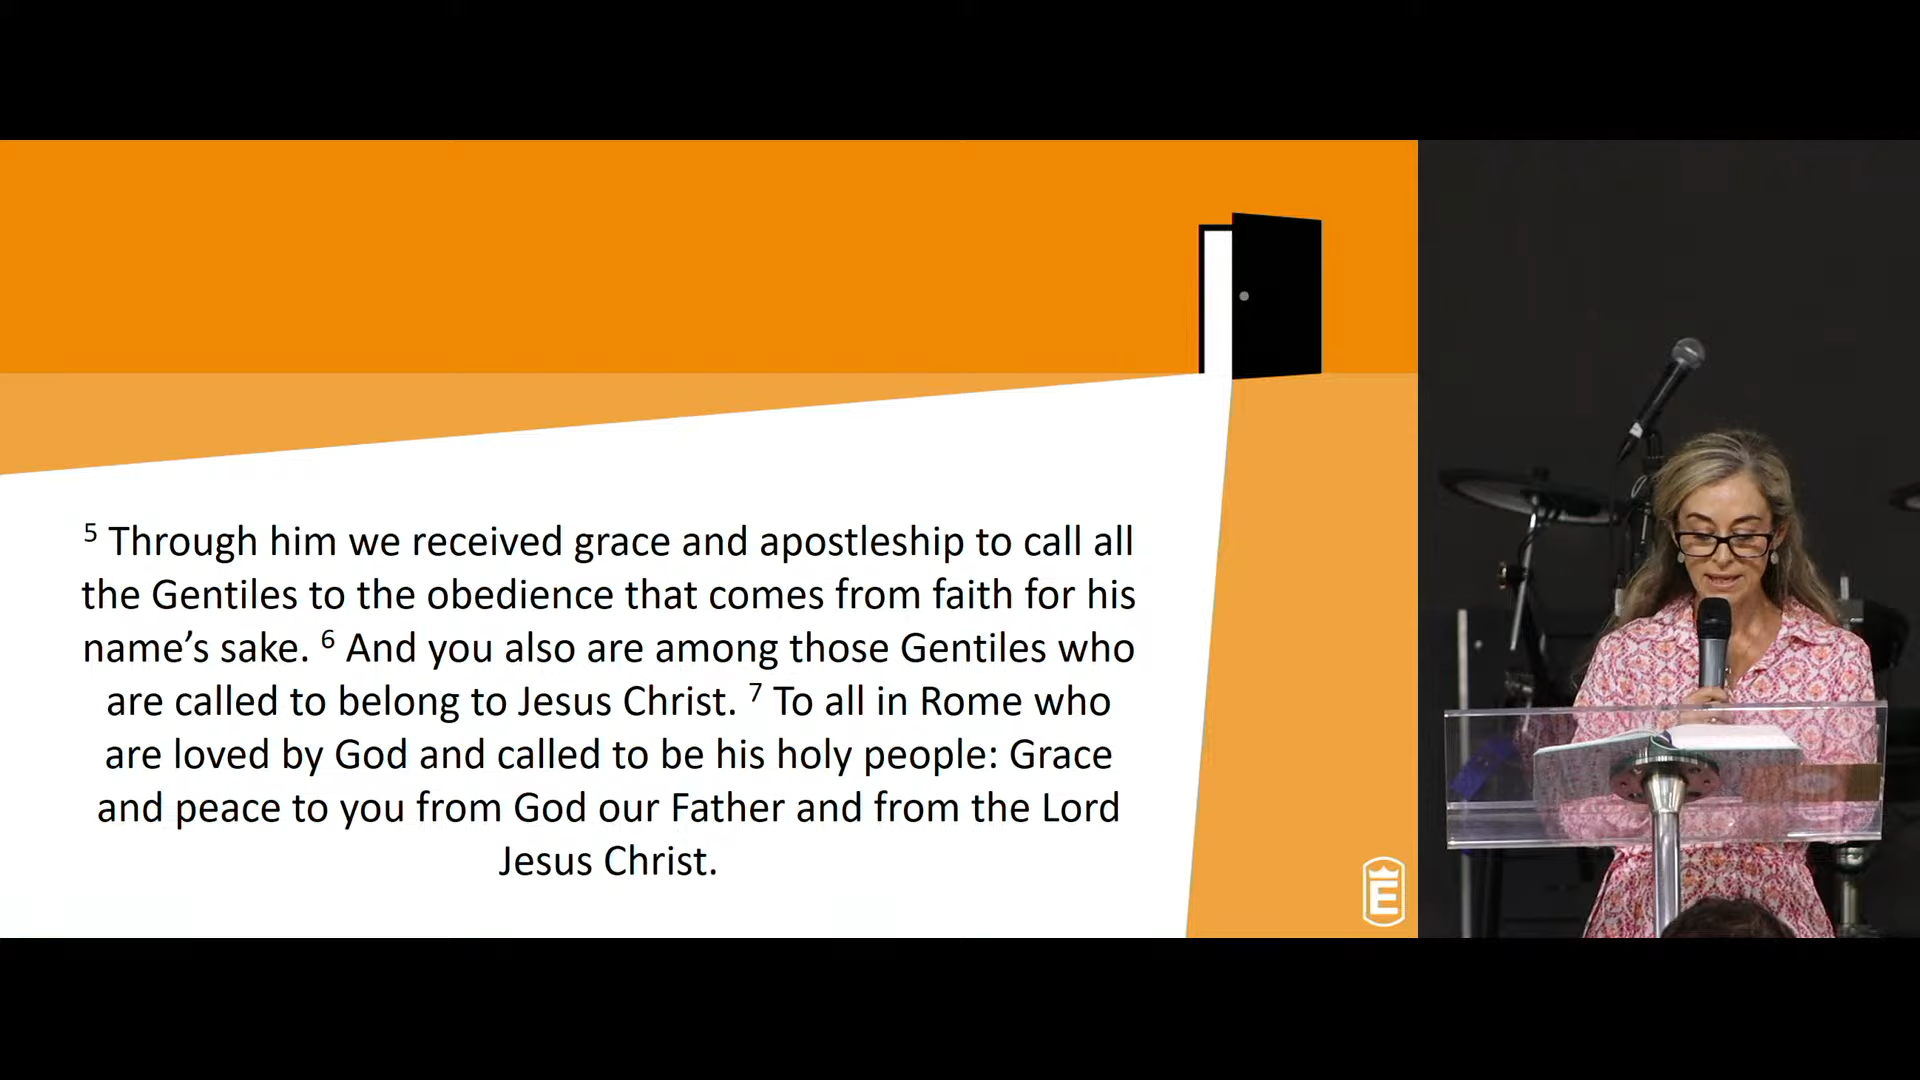 5 Through him we received grace and apostleship to call all
the Gentiles to the obedience that comes from faith for his
name’s sake. 6 And you also are among those Gentiles who
are called to belong to Jesus Christ. 7 To all in Rome who
are loved by God and called to be his holy people: Grace
and peace to you from God our Father and from the Lord
Jesus Christ.
E